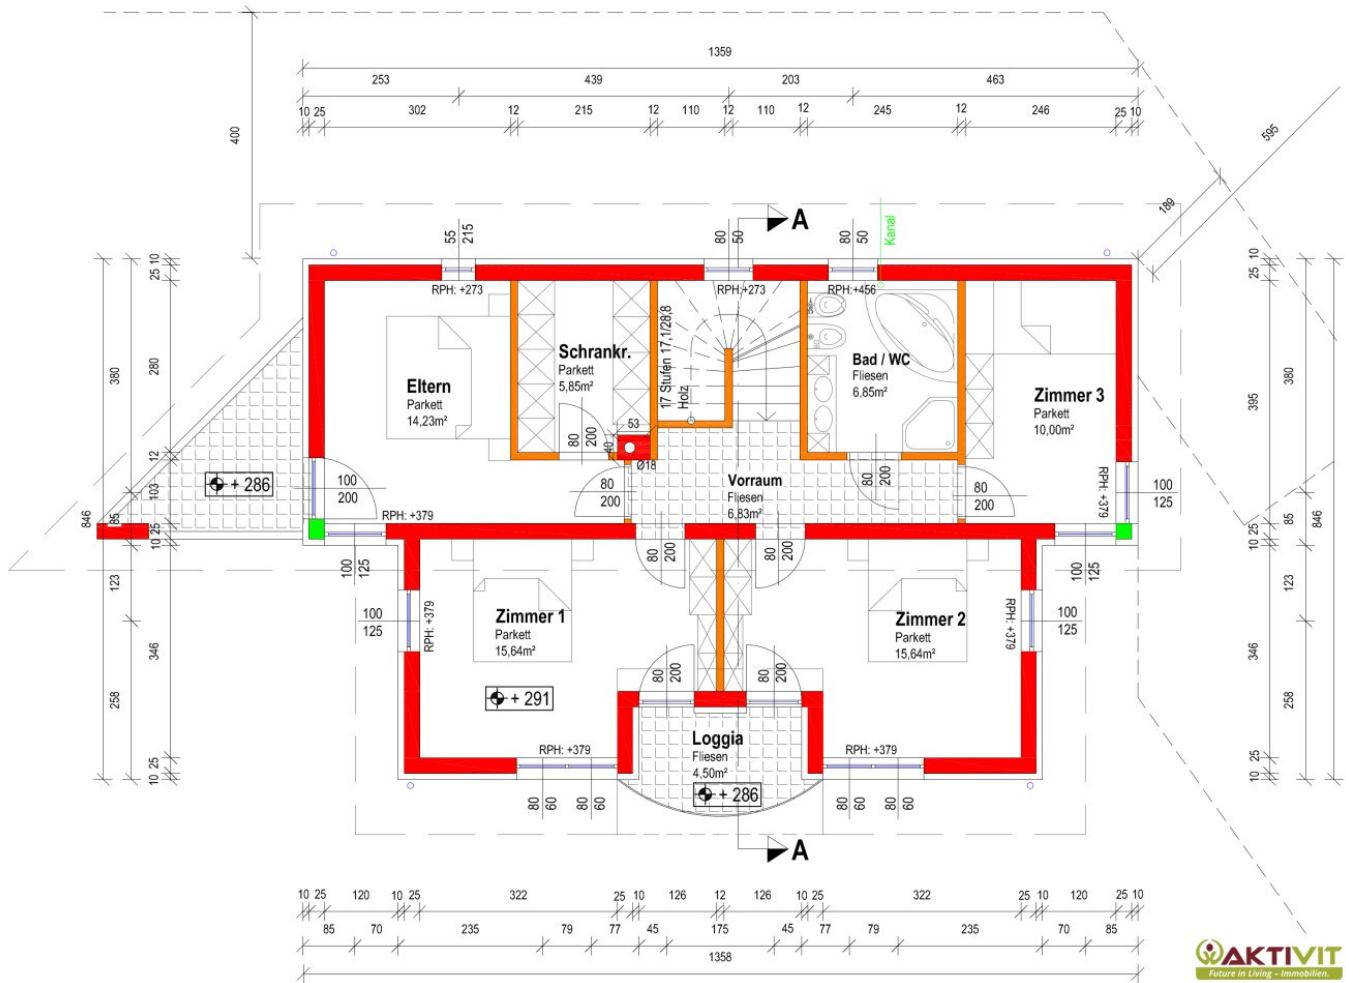 1359
253 439 203 463
10 25 302 12 215 12 110 12 110 12 245 12 246 25 10
400
595
189
A
Kanal
55 215
80 50
80 50
RPH: +273
RPH:+273
RPH:+456
10
25
280
380
12
103
85
846
25
10
123
346
258
25
10
Eltern
Parkett
14,23m²
Schrankr.
Parkett
5,85m²
17 Stufen 17,1/28,8
Holz
Bad / WC
Fliesen
6,85m²
Zimmer 3
Parkett
10,00m²
53
40
Ø18
80 200
80 200
80
200
80
200
Vorraum
Fliesen
6,83m²
+ 286
100
200
RPH: +379
RPH: +379
100
125
80 200
80 200
100 125
100 125
100
125
100
125
RPH: +379
RPH: +379
Zimmer 1
Parkett
15,64m²
Zimmer 2
Parkett
15,64m²
+ 291
80 200
80 200
RPH: +379
RPH: +379
Loggia
Fliesen
4,50m²
+ 286
80 60
80 60
80 60
80 60
A
10
25
395
380
85
846
25
10
123
346
258
25
10
10 25 120 10 25 322 25 10 126 12 126 10 25 322 25 10 120 25 10
85 70 235 79 77 45 175 45 77 79 235 70 85
1358
AKTIVIT
Future in Living – Immobilien.